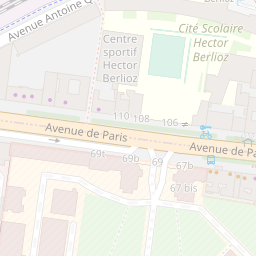 Avenue Antoine Q
Cité Scolaire
Hector
Berlioz
Centre
sportif
Hector
Berlioz
110
108
106
Avenue de Paris
Avenue de Pa
69t
69b
69
67b
67 bis